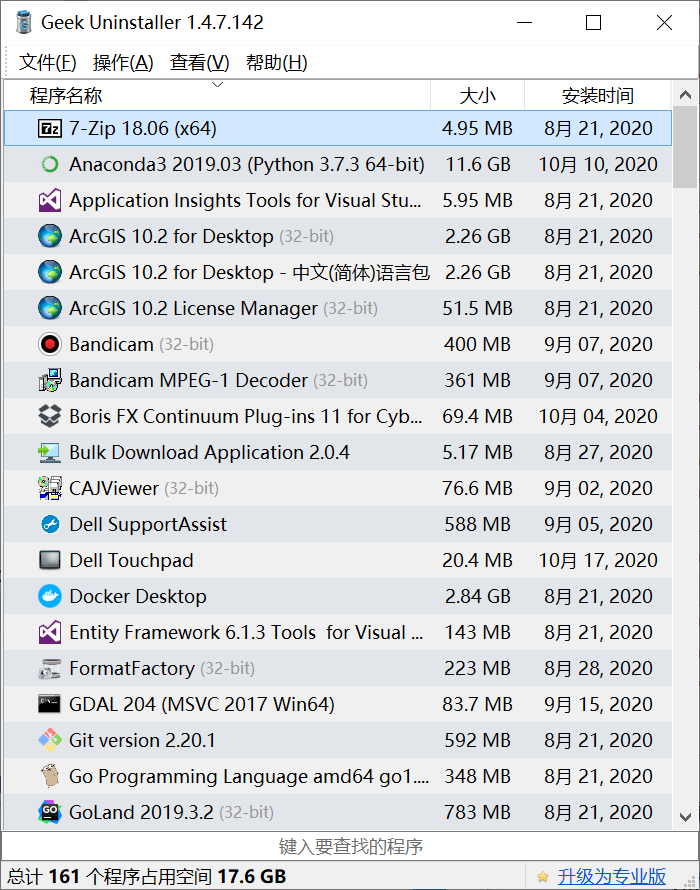 Geek Uninstaller 1.4.7.142
文件(F) 操作(A) 查看(V) 帮助(H)
程序名称 大小 安装时间
7-Zip 18.06 (x64) 4.95 MB 8月 21, 2020
Anaconda3 2019.03 (Python 3.7.3 64-bit) 11.6 GB 10月 10, 2020
Application Insights Tools for Visual Stu... 5.95 MB 8月 21, 2020
ArcGIS 10.2 for Desktop (32-bit) 2.26 GB 8月 21, 2020
ArcGIS 10.2 for Desktop - 中文(简体)语言包 2.26 GB 8月 21, 2020
ArcGIS 10.2 License Manager (32-bit) 51.5 MB 8月 21, 2020
Bandicam (32-bit) 400 MB 9月 07, 2020
Bandicam MPEG-1 Decoder (32-bit) 361 MB 9月 07, 2020
Boris FX Continuum Plug-ins 11 for Cyb... 69.4 MB 10月 04, 2020
Bulk Download Application 2.0.4 5.17 MB 8月 27, 2020
CAJViewer (32-bit) 76.6 MB 9月 02, 2020
Dell SupportAssist 588 MB 9月 05, 2020
Dell Touchpad 20.4 MB 10月 17, 2020
Docker Desktop 2.84 GB 8月 21, 2020
Entity Framework 6.1.3 Tools  for Visual ... 143 MB 8月 21, 2020
FormatFactory (32-bit) 223 MB 8月 28, 2020
GDAL 204 (MSVC 2017 Win64) 83.7 MB 9月 15, 2020
Git version 2.20.1 592 MB 8月 21, 2020
Go Programming Language amd64 go1.... 348 MB 8月 21, 2020
GoLand 2019.3.2 (32-bit) 783 MB 8月 21, 2020
键入要查找的程序
总计 161 个程序占用空间 17.6 GB 升级为专业版